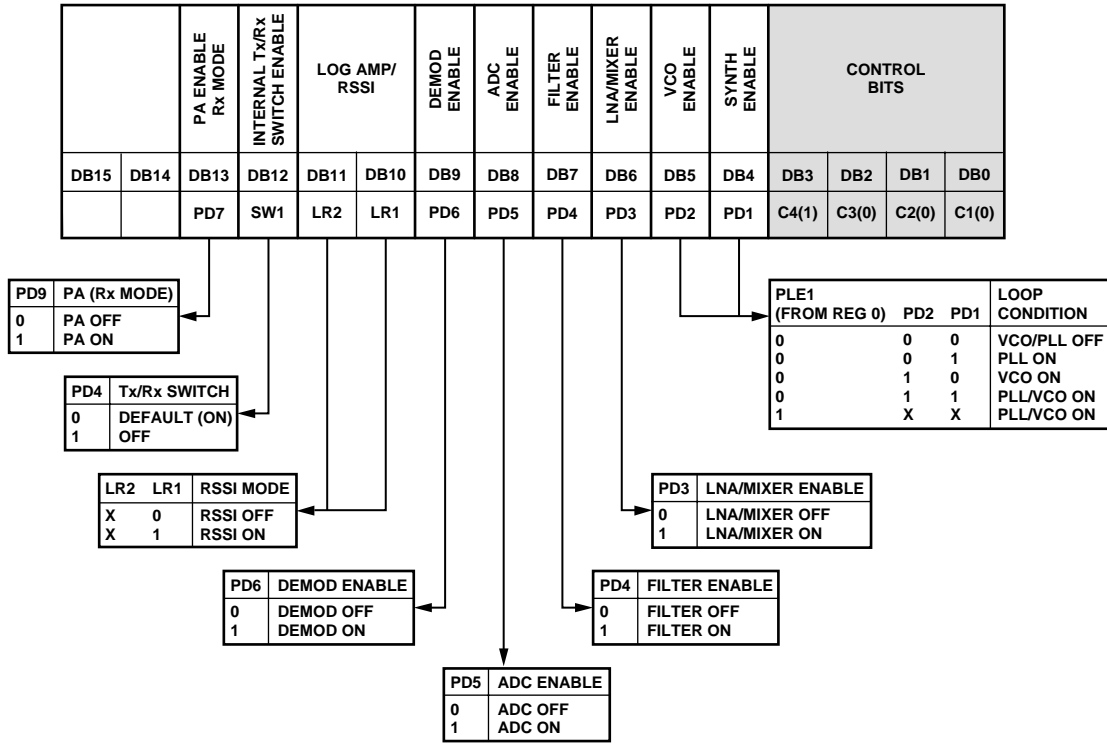 PA ENABLE
Rx MODE
INTERNAL Tx/Rx
SWITCH ENABLE
LOG AMP/
RSSI
DEMOD
ENABLE
ADC
ENABLE
FILTER
ENABLE
LNA/MIXER
ENABLE
VCO
ENABLE
SYNTH
ENABLE
CONTROL
BITS
DB15 DB14 DB13 DB12 DB11 DB10 DB9 DB8 DB7 DB6 DB5 DB4 DB3 DB2 DB1 DB0
PD7 SW1 LR2 LR1 PD6 PD5 PD4 PD3 PD2 PD1 C4(1) C3(0) C2(0) C1(0)
PD9 PA (Rx MODE)
0 PA OFF
1 PA ON
PLE1
(FROM REG 0) PD2 PD1 LOOP
CONDITION
0 0 0 VCO/PLL OFF
0 0 1 PLL ON
0 1 0 VCO ON
0 1 1 PLL/VCO ON
1 X X PLL/VCO ON
PD4 Tx/Rx SWITCH
0 DEFAULT (ON)
1 OFF
LR2 LR1 RSSI MODE
X 0 RSSI OFF
X 1 RSSI ON
PD3 LNA/MIXER ENABLE
0 LNA/MIXER OFF
1 LNA/MIXER ON
PD6 DEMOD ENABLE
0 DEMOD OFF
1 DEMOD ON
PD4 FILTER ENABLE
0 FILTER OFF
1 FILTER ON
PD5 ADC ENABLE
0 ADC OFF
1 ADC ON